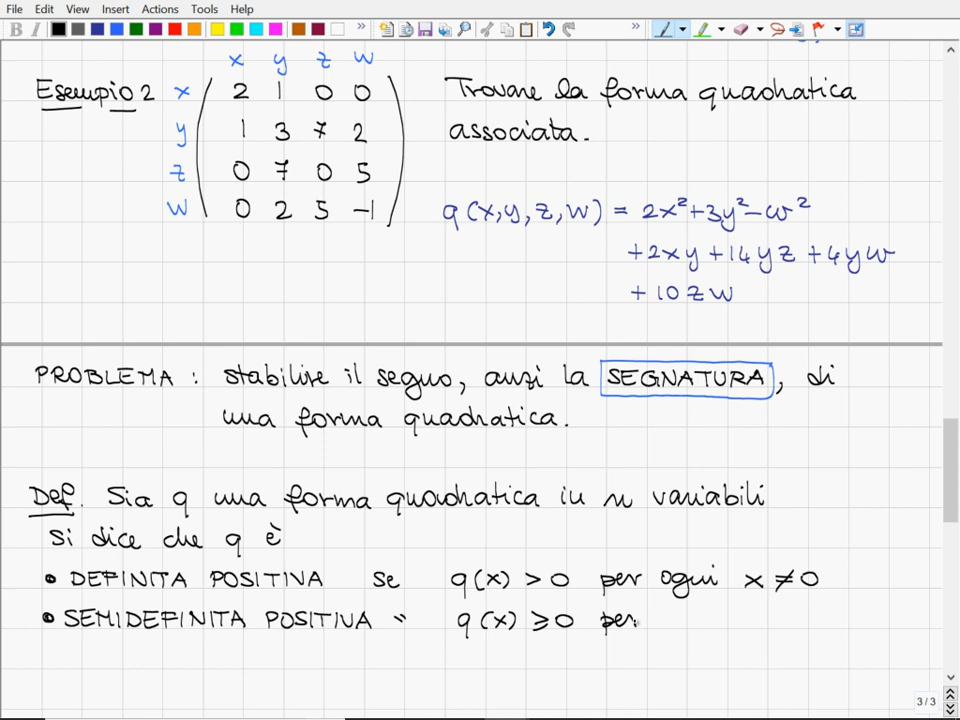 File Edit View Insert Actions Tools Help
B I
x y z w
Esempio 2 x 2 1 0 0 Trovare la forma quadratica
y 1 3 7 2 associata.
z 0 7 0 5
w 0 2 5 -1 q(x,y,z,w) = 2x²+3y²-w²
+2xy+14yz+4yw
+10zw
PROBLEMA: stabilire il segno, anzi la SEGNATURA, di
una forma quadratica.
Def. Sia q una forma quadratica in n variabili
Si dice che q è
• DEFINITA POSITIVA se q(x) > 0 per ogni x ≠ 0
• SEMIDEFINITA POSITIVA " q(x) ≥ 0 per
3/3